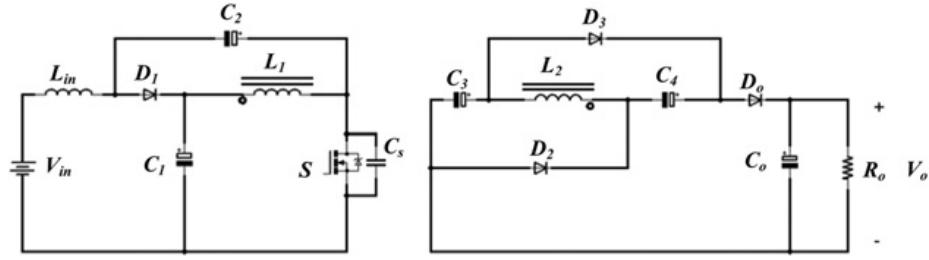 C2
D3
Lin
D1
L1
C3
L2
C4
Do
+
Vin
C1
S
Cs
D2
Co
Ro
Vo
-